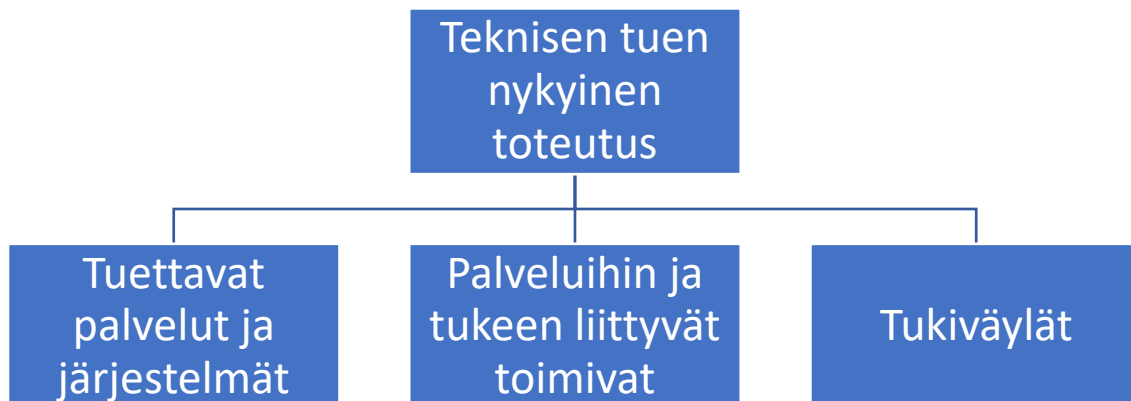 Teknisen tuen
nykyinen
toteutus
Tuettavat
palvelut ja
järjestelmät
Palveluihin ja
tukeen liittyvät
toimivat
Tukiväylät